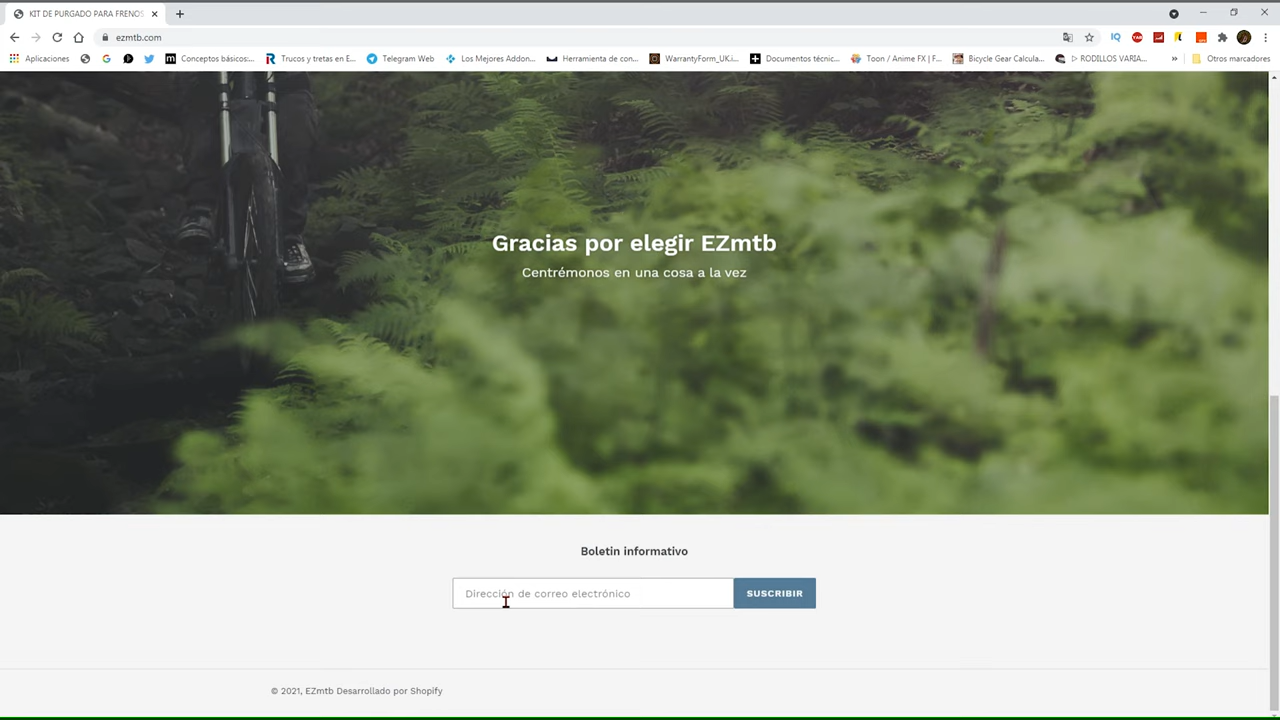 KIT DE PURGADO PARA FRENOS
ezmtb.com
Aplicaciones
Conceptos básicos:...
Trucos y tretas en E...
Telegram Web
Los Mejores Addon...
Herramienta de con...
WarrantyForm_UK.i...
Documentos técnic...
Toon / Anime FX | F...
Bicycle Gear Calcula...
▷ RODILLOS VARIA...
»
Otros marcadores
Gracias por elegir EZmtb
Centrémonos en una cosa a la vez
Boletin informativo
Dirección de correo electrónico
SUSCRIBIR
© 2021, EZmtb Desarrollado por Shopify